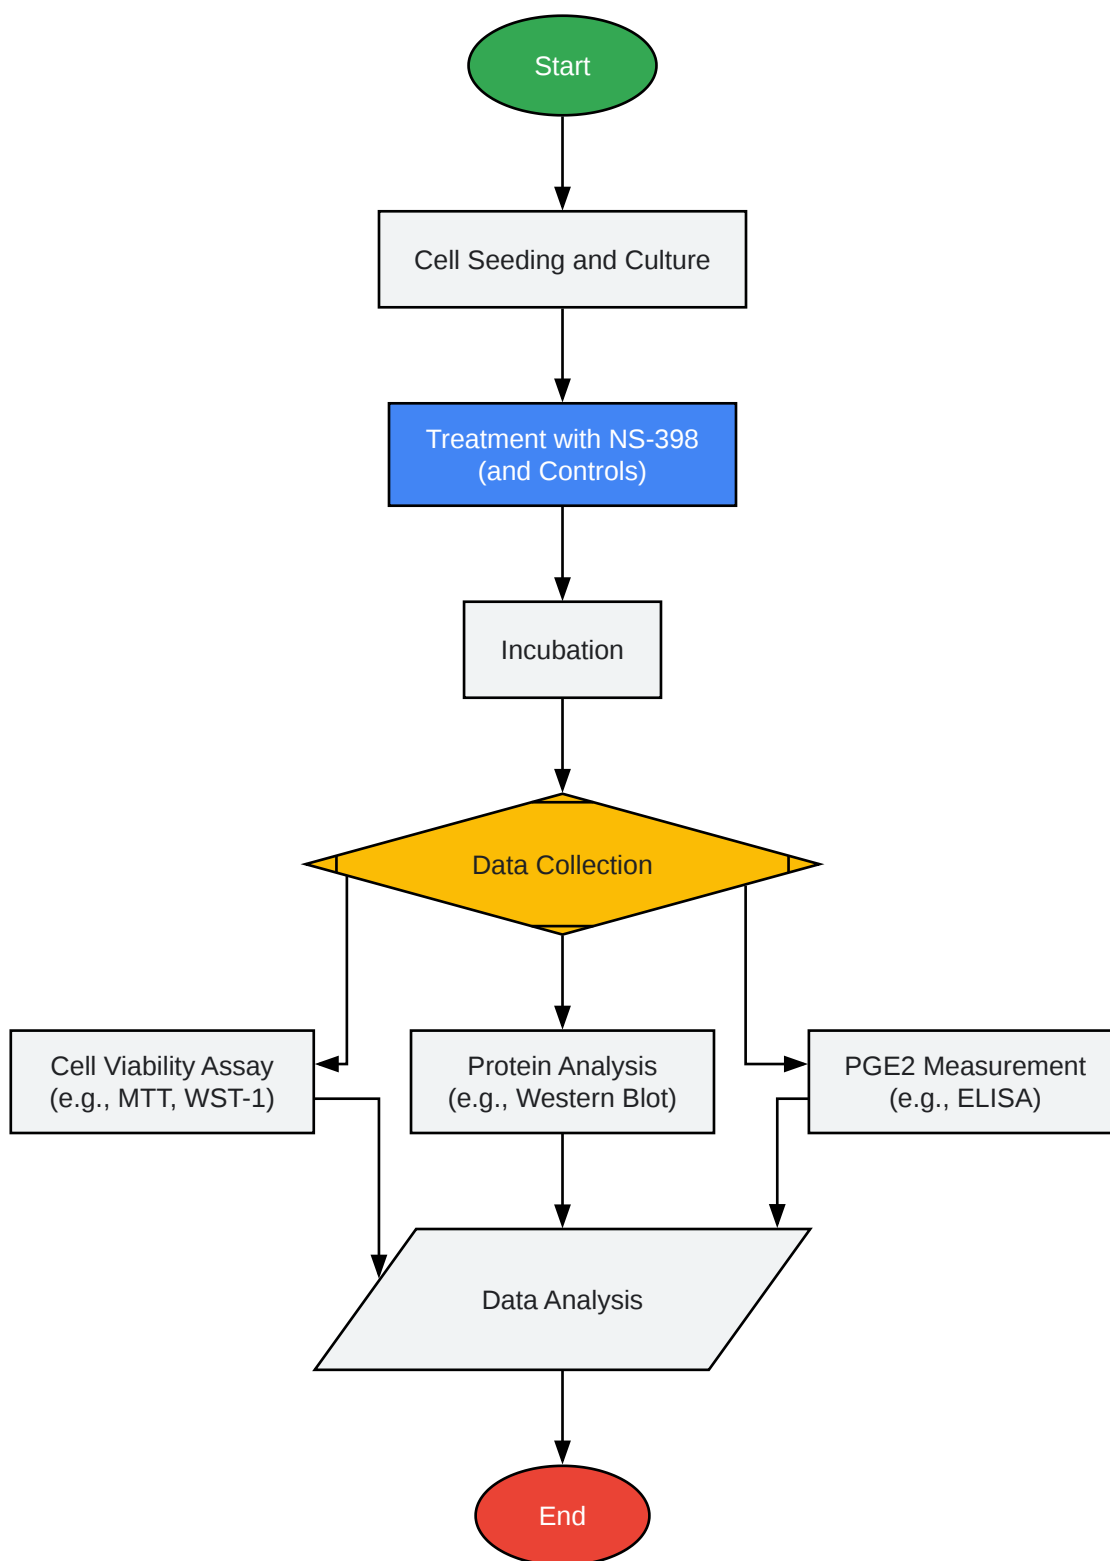 Start
Cell Seeding and Culture
Treatment with NS-398
(and Controls)
Incubation
Data Collection
Cell Viability Assay
(e.g., MTT, WST-1)
Protein Analysis
(e.g., Western Blot)
PGE2 Measurement
(e.g., ELISA)
Data Analysis
End